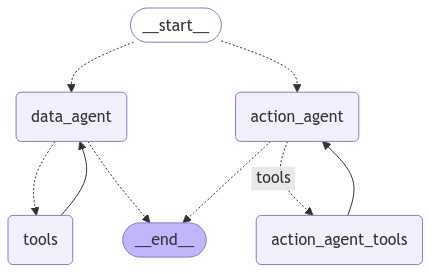 __start__
data_agent
action_agent
tools
tools
__end__
action_agent_tools